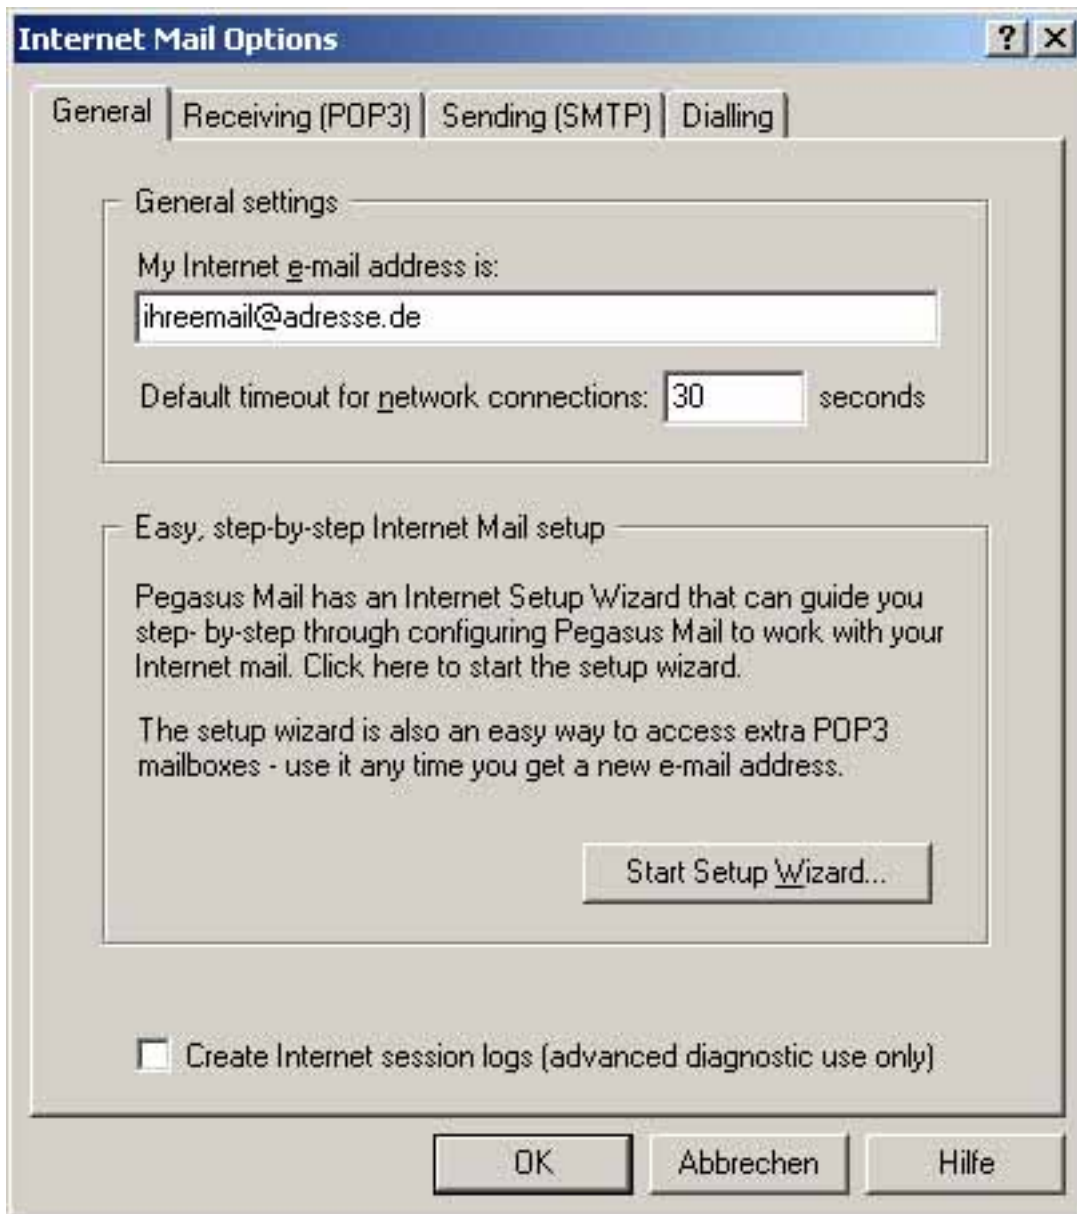 Internet Mail Options
General Receiving (POP3) Sending (SMTP) Dialling
General settings
My Internet e-mail address is:
ihreemail@adresse.de
Default timeout for network connections: 30 seconds
Easy, step-by-step Internet Mail setup
Pegasus Mail has an Internet Setup Wizard that can guide you
step- by-step through configuring Pegasus Mail to work with your
Internet mail. Click here to start the setup wizard.
The setup wizard is also an easy way to access extra POP3
mailboxes - use it any time you get a new e-mail address.
Start Setup Wizard...
Create Internet session logs (advanced diagnostic use only)
OK Abbrechen Hilfe